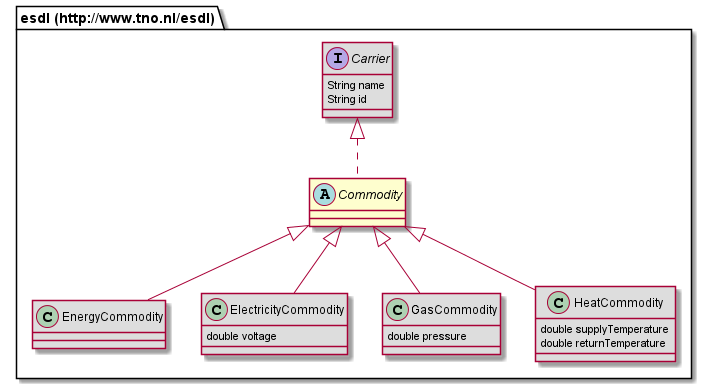 esdl (http://www.tno.nl/esdl)
I Carrier
String name
String id
A Commodity
C EnergyCommodity
C ElectricityCommodity
double voltage
C GasCommodity
double pressure
C HeatCommodity
double supplyTemperature
double returnTemperature